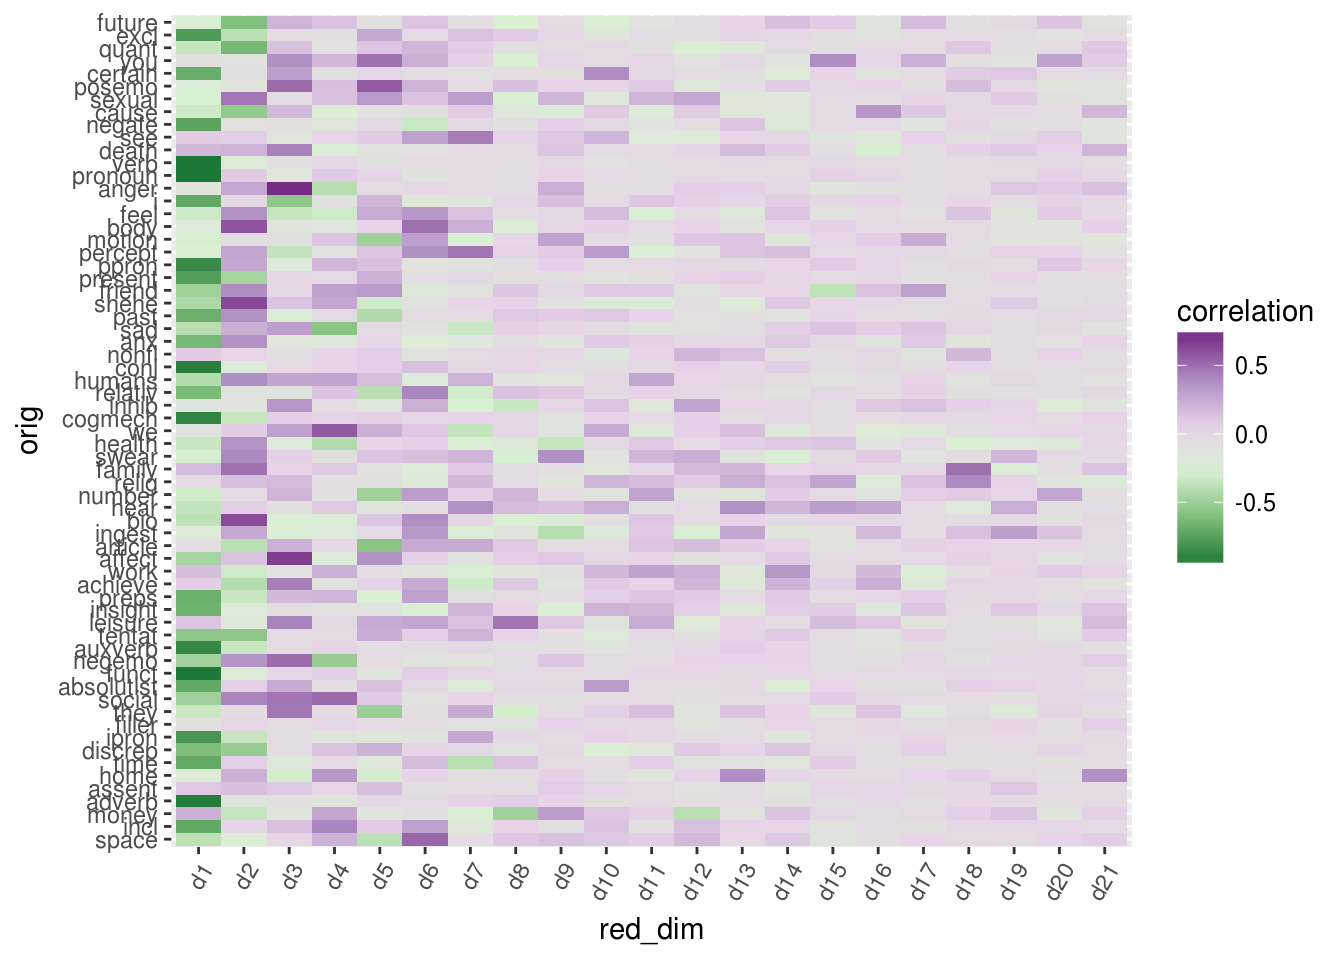 future
excl
quant
you
certain
posemo
sexual
cause
negate
see
death
verb
pronoun
anger
i
feel
body
motion
percept
ppron
present
friend
shehe
past
sad
anx
nonfl
conj
humans
relativ
inhib
cogmech
we
health
swear
family
relig
number
hear
bio
ingest
article
affect
work
achieve
preps
insight
leisure
tentat
auxverb
negemo
funct
absolutist
social
they
filler
ipron
discrep
time
home
assent
adverb
money
incl
space
orig
d1 d2 d3 d4 d5 d6 d7 d8 d9 d10 d11 d12 d13 d14 d15 d16 d17 d18 d19 d20 d21
red_dim
correlation
0.5
0.0
-0.5